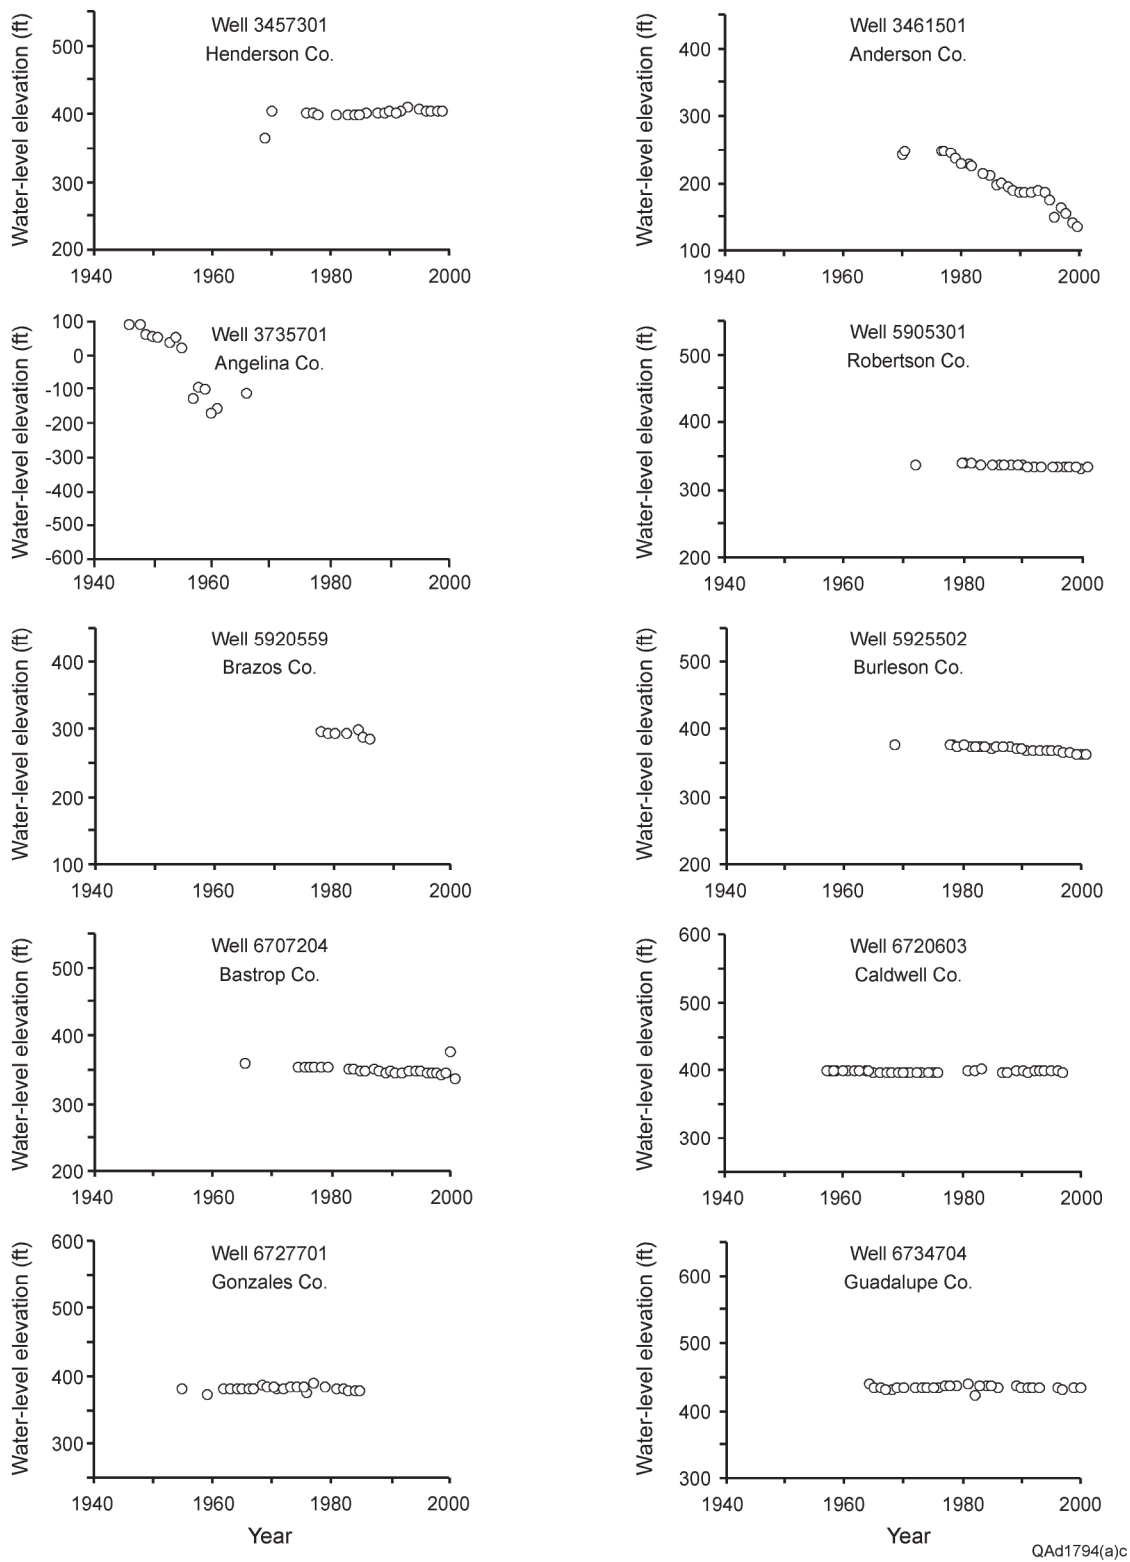 Water-level elevation (ft)
Well 3457301
Henderson Co.
500
400
300
200
1940 1960 1980 2000
Water-level elevation (ft)
Well 3461501
Anderson Co.
400
300
200
100
1940 1960 1980 2000
Water-level elevation (ft)
Well 3735701
Angelina Co.
100
0
-100
-200
-300
-400
-500
-600
1940 1960 1980 2000
Water-level elevation (ft)
Well 5905301
Robertson Co.
500
400
300
200
1940 1960 1980 2000
Water-level elevation (ft)
Well 5920559
Brazos Co.
400
300
200
100
1940 1960 1980 2000
Water-level elevation (ft)
Well 5925502
Burleson Co.
500
400
300
200
1940 1960 1980 2000
Water-level elevation (ft)
Well 6707204
Bastrop Co.
500
400
300
200
1940 1960 1980 2000
Water-level elevation (ft)
Well 6720603
Caldwell Co.
600
500
400
300
1940 1960 1980 2000
Water-level elevation (ft)
Well 6727701
Gonzales Co.
600
500
400
300
1940 1960 1980 2000
Year
Water-level elevation (ft)
Well 6734704
Guadalupe Co.
600
500
400
300
1940 1960 1980 2000
Year
QAd1794(a)c